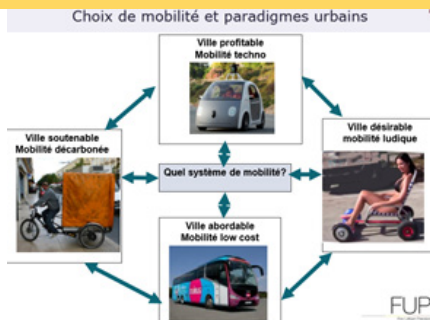 Choix de mobilité et paradigmes urbains
Ville profitable
Mobilité techno
Ville soutenable
Mobilité décarbonée
Quel système de mobilité?
Ville désirable
mobilité ludique
Ville abordable
Mobilité low cost
FUP